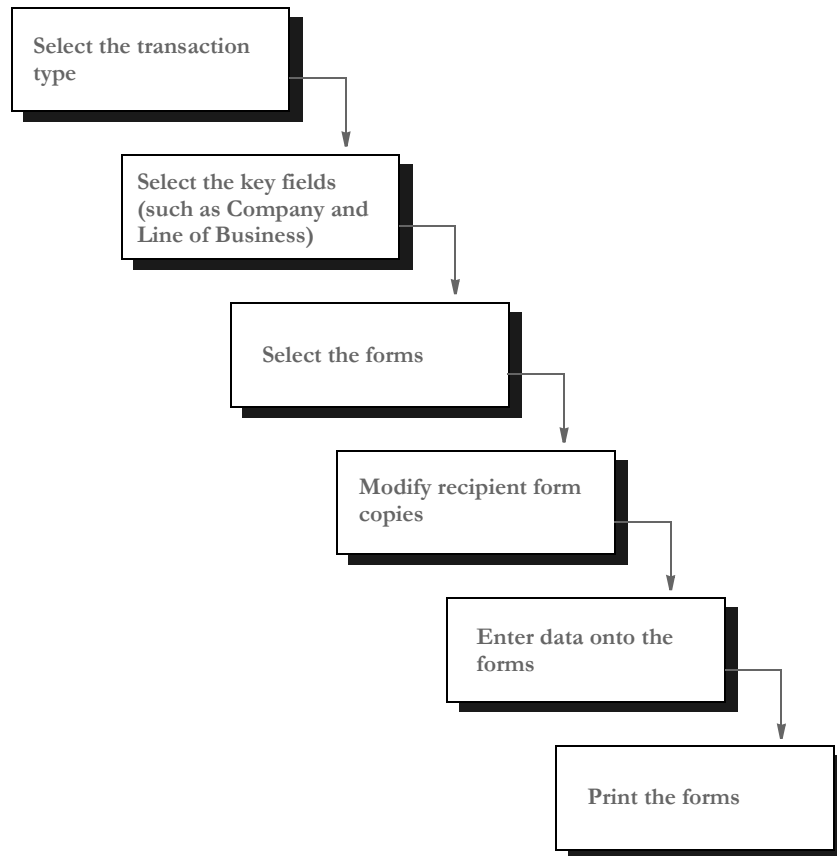 Select the transaction
type
Select the key fields
(such as Company and
Line of Business)
Select the forms
Modify recipient form
copies
Enter data onto the
forms
Print the forms